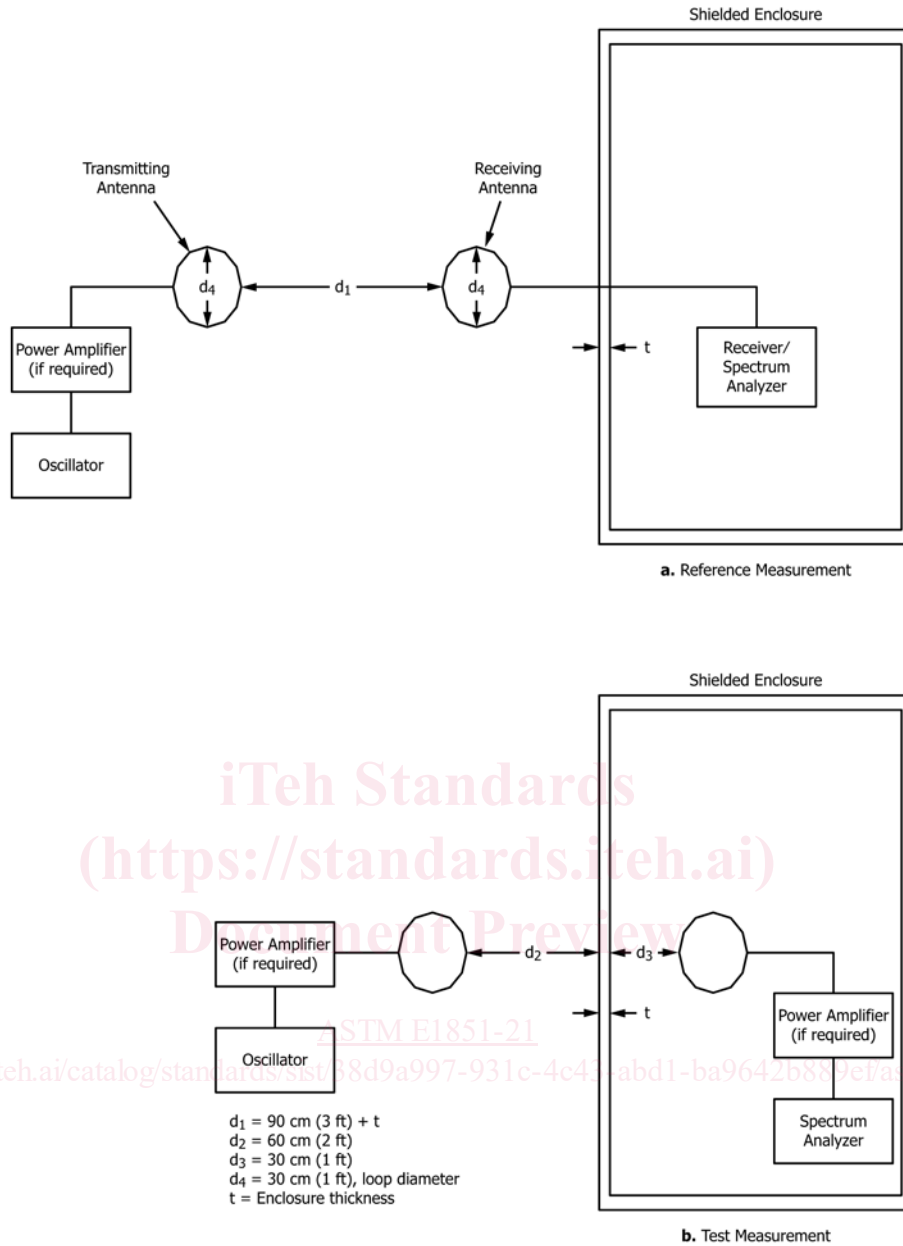 Shielded Enclosure
Transmitting
Antenna
Receiving
Antenna
d4
d1
d4
Power Amplifier
(if required)
t
Receiver/
Spectrum
Analyzer
Oscillator
a. Reference Measurement
Shielded Enclosure
iTeh Standards
(https://standards.iteh.ai)
Document Preview
Power Amplifier
(if required)
d2
d3
t
Power Amplifier
(if required)
ASTM E1851-21
Oscillator
teh.ai/catalog/standards/sist/38d9a997-931c-4c43-abd1-ba9642b889ef/as
d1 = 90 cm (3 ft) + t
d2 = 60 cm (2 ft)
d3 = 30 cm (1 ft)
d4 = 30 cm (1 ft), loop diameter
t = Enclosure thickness
Spectrum
Analyzer
b. Test Measurement